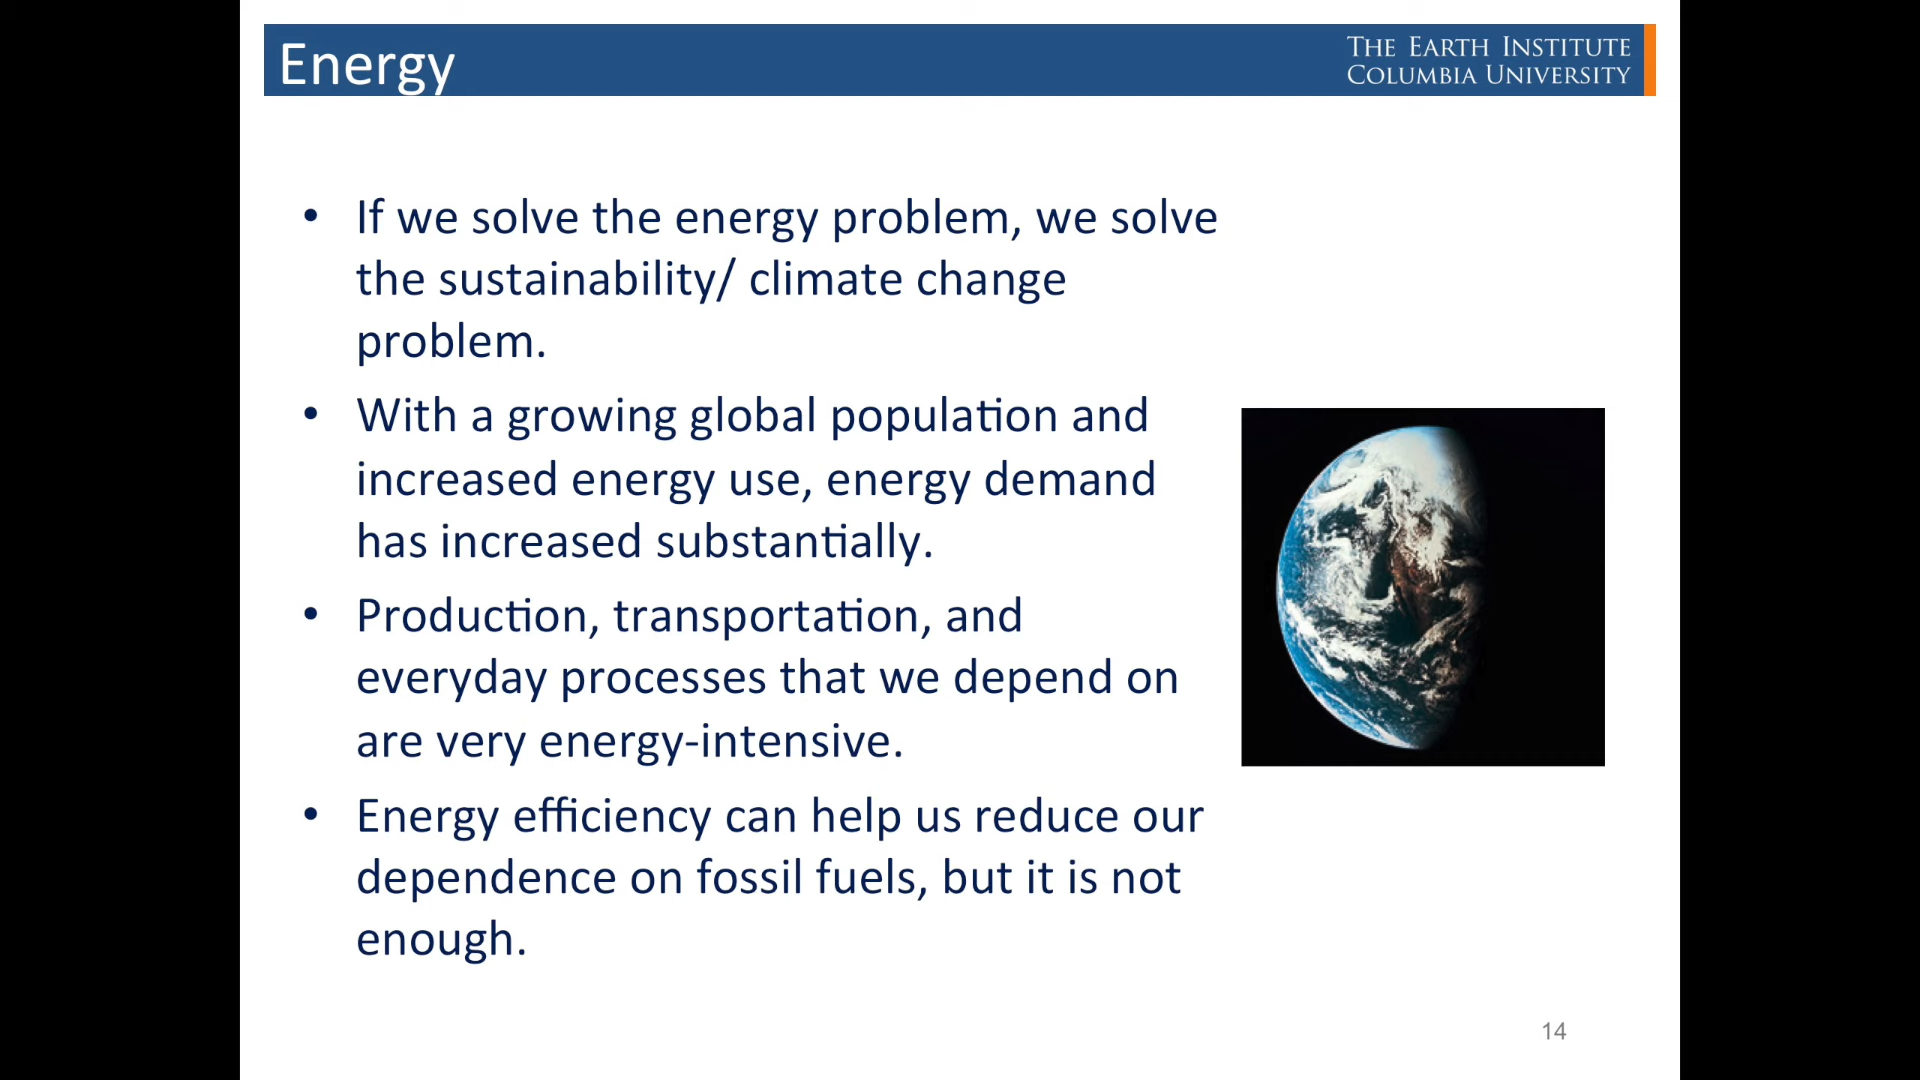 Energy
THE EARTH INSTITUTE
COLUMBIA UNIVERSITY
• If we solve the energy problem, we solve
the sustainability/ climate change
problem.
• With a growing global population and
increased energy use, energy demand
has increased substantially.
• Production, transportation, and
everyday processes that we depend on
are very energy-intensive.
• Energy efficiency can help us reduce our
dependence on fossil fuels, but it is not
enough.
14